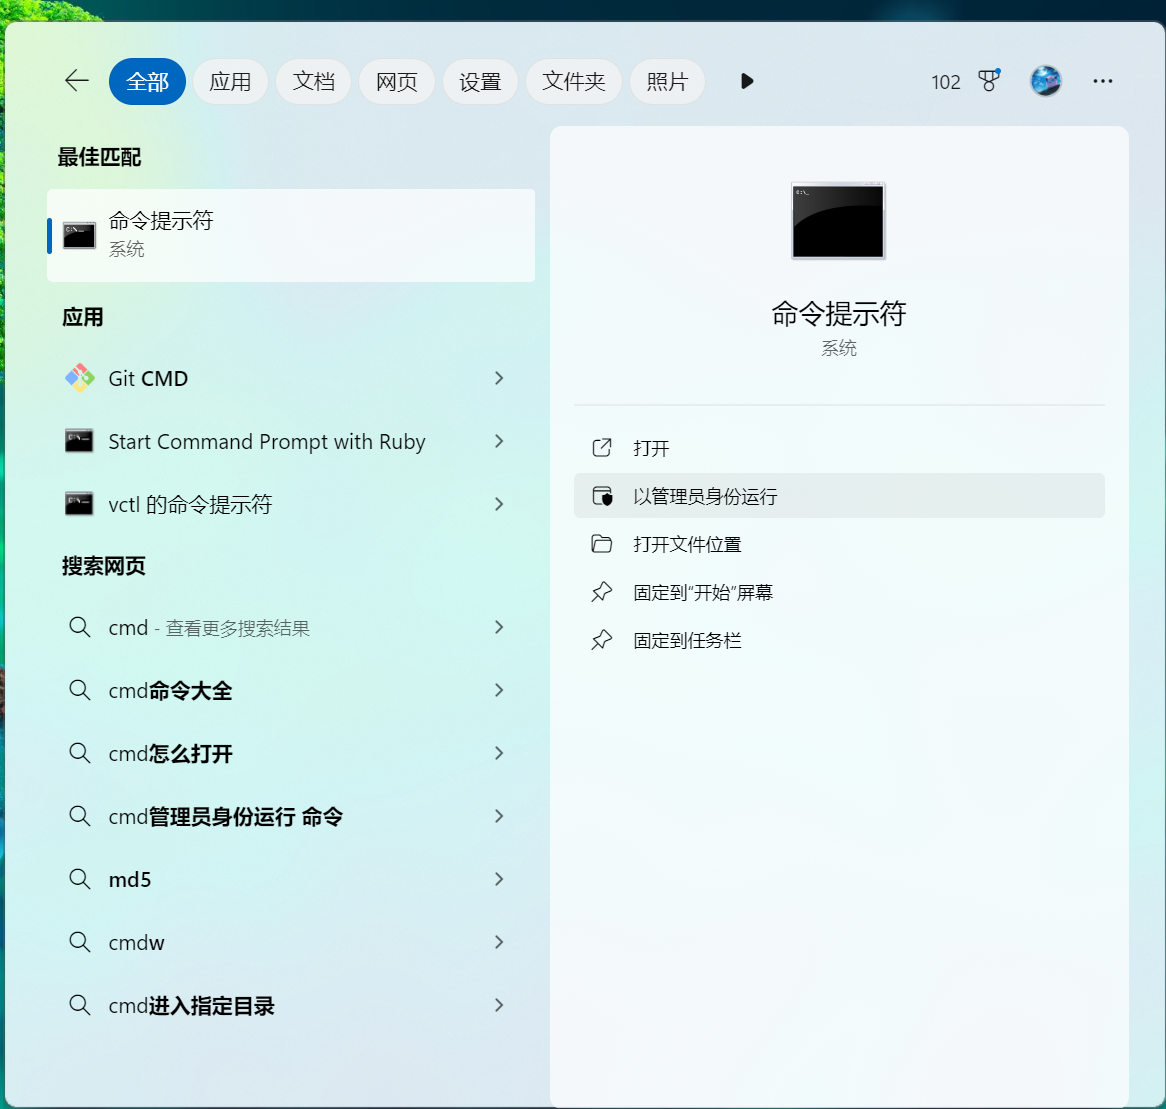 全部 应用 文档 网页 设置 文件夹 照片 102
最佳匹配
命令提示符
系统
应用
Git CMD
Start Command Prompt with Ruby
vctl 的命令提示符
搜索网页
cmd - 查看更多搜索结果
cmd命令大全
cmd怎么打开
cmd管理员身份运行 命令
md5
cmdw
cmd进入指定目录
命令提示符
系统
打开
以管理员身份运行
打开文件位置
固定到“开始”屏幕
固定到任务栏